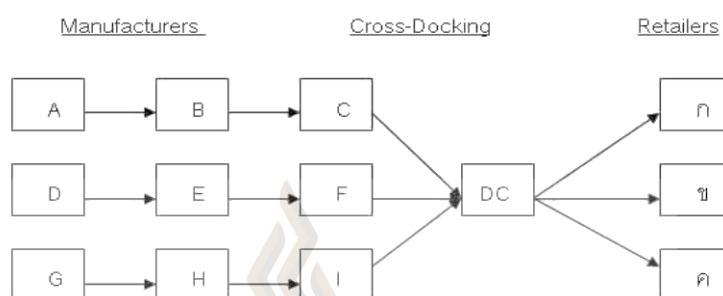 Manufacturers Cross-Docking Retailers
A B C ก
D E F DC ข
G H I ค